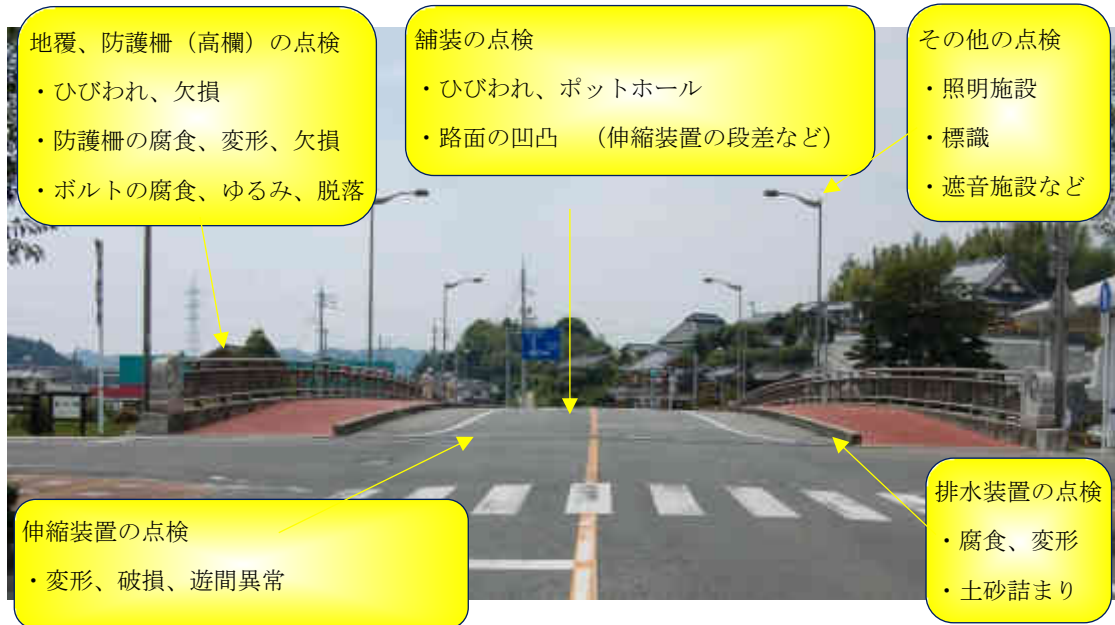 地覆、防護柵（高欄）の点検
・ひびわれ、欠損
・防護柵の腐食、変形、欠損
・ボルトの腐食、ゆるみ、脱落
舗装の点検
・ひびわれ、ポットホール
・路面の凹凸　（伸縮装置の段差など）
その他の点検
・照明施設
・標識
・遮音施設など
伸縮装置の点検
・変形、破損、遊間異常
排水装置の点検
・腐食、変形
・土砂詰まり